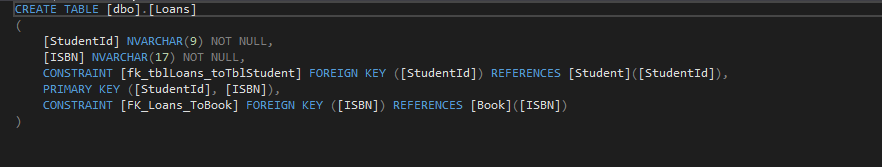 CREATE TABLE [dbo].[Loans]
(
[StudentId] NVARCHAR(9) NOT NULL,
[ISBN] NVARCHAR(17) NOT NULL,
CONSTRAINT [fk_tblLoans_toTblStudent] FOREIGN KEY ([StudentId]) REFERENCES [Student]([StudentId]),
PRIMARY KEY ([StudentId], [ISBN]),
CONSTRAINT [FK_Loans_ToBook] FOREIGN KEY ([ISBN]) REFERENCES [Book]([ISBN])
)